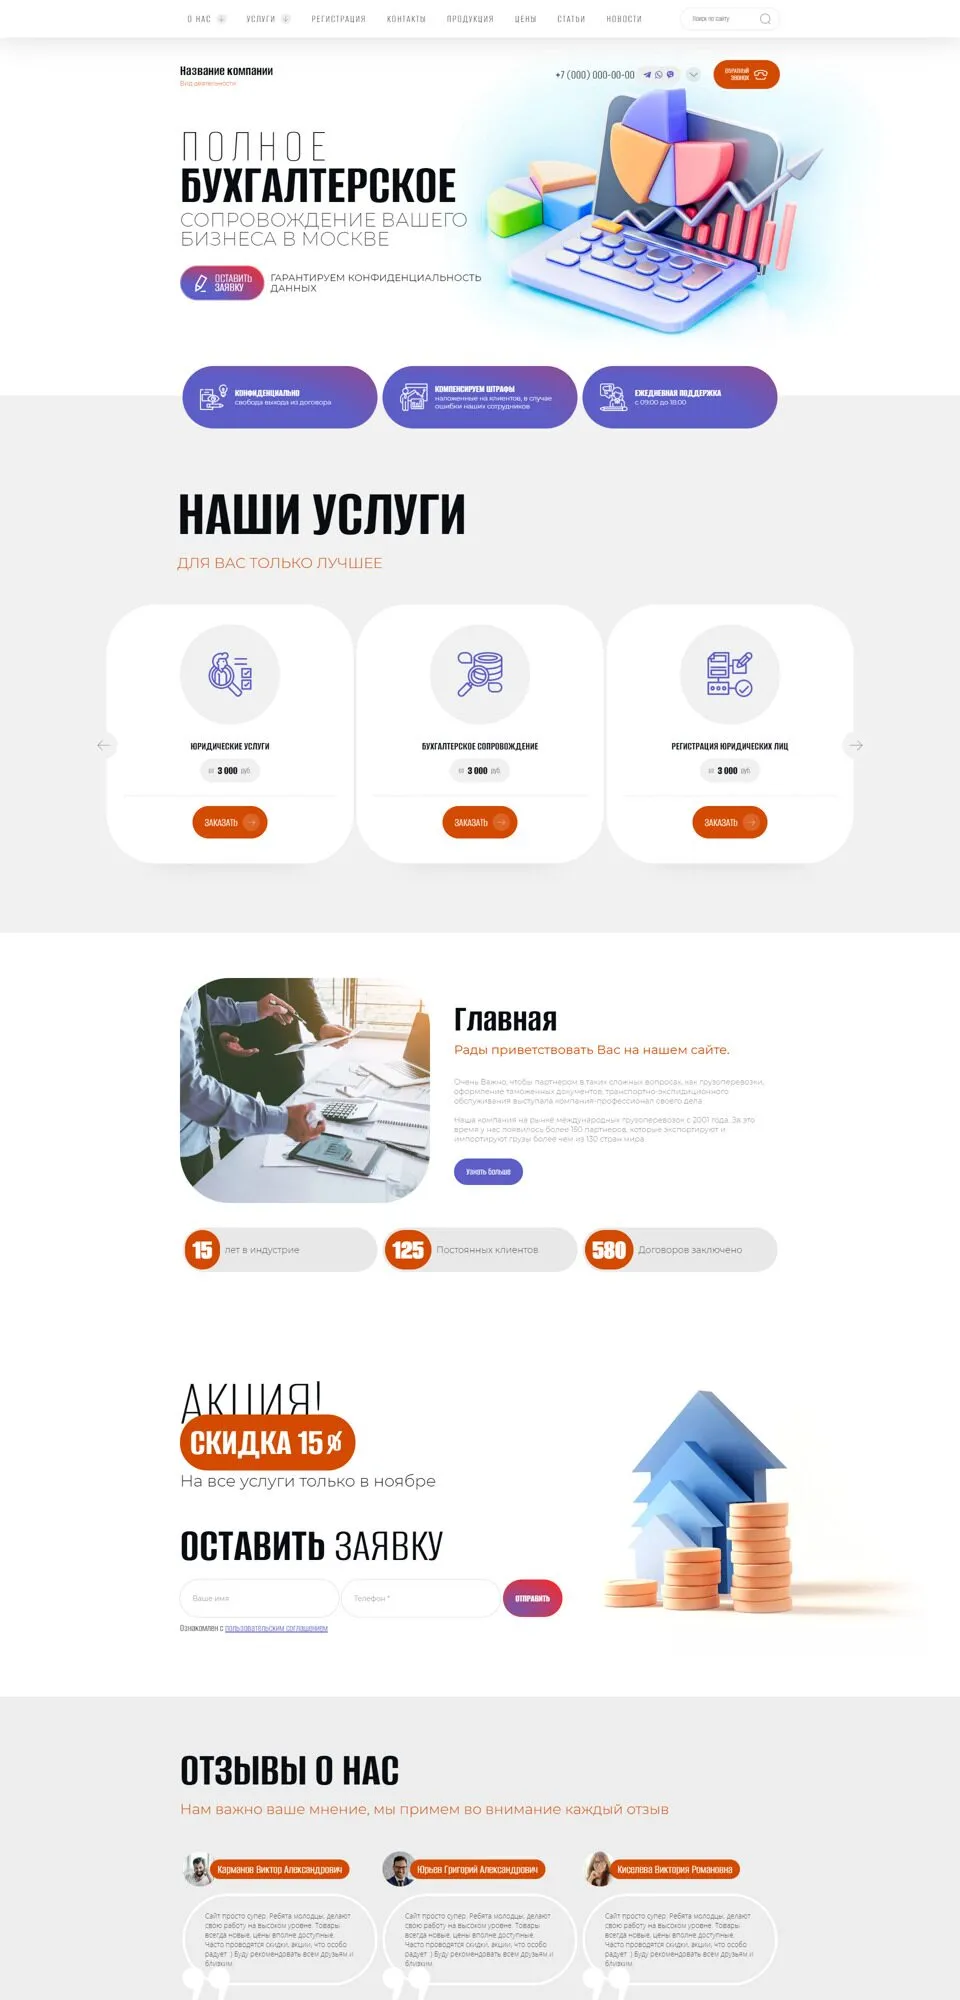 О НАС
УСЛУГИ
РЕГИСТРАЦИЯ
КОНТАКТЫ
ПРОДУКЦИЯ
ЦЕНЫ
СТАТЬИ
НОВОСТИ
Поиск по сайту
Название компании
Вид деятельности
+7 (000) 000-00-00
ОБРАТНЫЙ
ЗВОНОК
ПОЛНОЕ
БУХГАЛТЕРСКОЕ
СОПРОВОЖДЕНИЕ ВАШЕГО
БИЗНЕСА В МОСКВЕ
ОСТАВИТЬ
ЗАЯВКУ
ГАРАНТИРУЕМ КОНФИДЕНЦИАЛЬНОСТЬ
ДАННЫХ
КОНФИДЕНЦИАЛЬНО
свобода выхода из договора
КОМПЕНСИРУЕМ ШТРАФЫ
наложенные на клиентов, в случае
ошибки наших сотрудников
ЕЖЕДНЕВНАЯ ПОДДЕРЖКА
с 09:00 до 18:00
НАШИ УСЛУГИ
ДЛЯ ВАС ТОЛЬКО ЛУЧШЕЕ
ЮРИДИЧЕСКИЕ УСЛУГИ
от 3 000 руб.
ЗАКАЗАТЬ
БУХГАЛТЕРСКОЕ СОПРОВОЖДЕНИЕ
от 3 000 руб.
ЗАКАЗАТЬ
РЕГИСТРАЦИЯ ЮРИДИЧЕСКИХ ЛИЦ
от 3 000 руб.
ЗАКАЗАТЬ
Главная
Рады приветствовать Вас на нашем сайте.
Очень Важно, чтобы партнером в таких сложных вопросах, как грузоперевозки,
оформление таможенных документов, транспортно-экспедиционного
обслуживания выступала компания-профессионал своего дела.
Наша компания на рынке международных грузоперевозок с 2001 года. За это
время у нас появилось более 150 партнеров, которые экспортируют и
импортируют грузы более чем из 130 стран мира.
Узнать больше
15 лет в индустрие
125 Постоянных клиентов
580 Договоров заключено
АКЦИЯ!
СКИДКА 15%
На все услуги только в ноябре
ОСТАВИТЬ ЗАЯВКУ
Ваше имя
Телефон *
ОТПРАВИТЬ
Ознакомлен с пользовательским соглашением
ОТЗЫВЫ О НАС
Нам важно ваше мнение, мы примем во внимание каждый отзыв
Карманов Виктор Александрович
Сайт просто супер. Ребята молодцы, делают
свою работу на высоком уровне. Товары
всегда новые, цены вполне доступные.
Часто проводятся скидки, акции, что особо
радует :) Буду рекомендовать всем друзьям и
близким.
Юрьев Григорий Александрович
Сайт просто супер. Ребята молодцы, делают
свою работу на высоком уровне. Товары
всегда новые, цены вполне доступные.
Часто проводятся скидки, акции, что особо
радует :) Буду рекомендовать всем друзьям и
близким.
Киселева Виктория Романовна
Сайт просто супер. Ребята молодцы, делают
свою работу на высоком уровне. Товары
всегда новые, цены вполне доступные.
Часто проводятся скидки, акции, что особо
радует :) Буду рекомендовать всем друзьям и
близким.